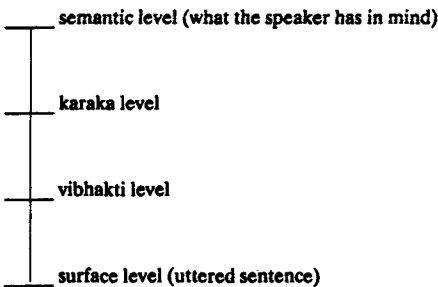 semantic level (what the speaker has in mind)
karaka level
vibhakti level
surface level (uttered sentence)